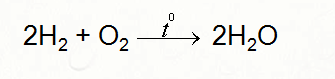 2H₂ + O₂ —t⁰→ 2H₂O